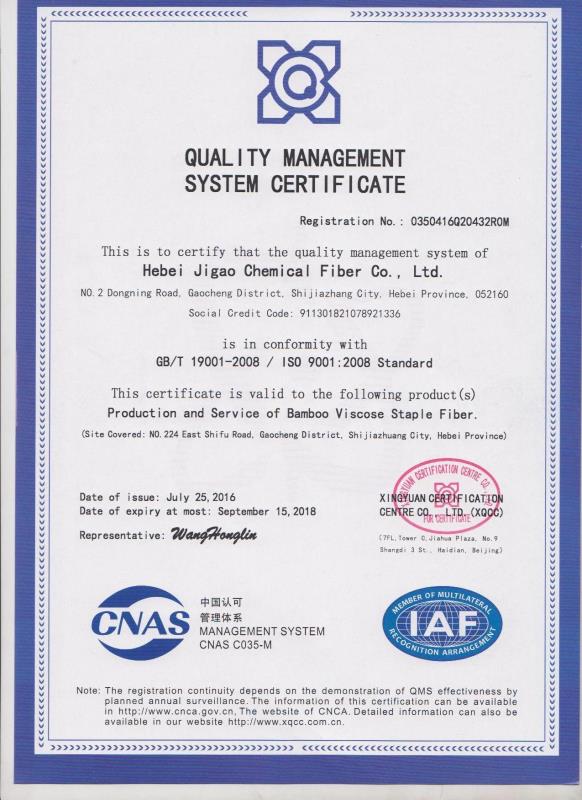 QUALITY MANAGEMENT
SYSTEM CERTIFICATE
Registration No.: 0350416Q20432R0M
This is to certify that the quality management system of
Hebei Jigao Chemical Fiber Co., Ltd.
NO.2 Dongning Road, Gaocheng District, Shijiazhang City, Hebei Province, 052160
Social Credit Code: 911301821078921336
is in conformity with
GB/T 19001-2008 / ISO 9001:2008 Standard
This certificate is valid to the following product(s)
Production and Service of Bamboo Viscose Staple Fiber.
(Site Covered: NO.224 East Shifu Road, Gaocheng District, Shijiazhuang City, Hebei Province)
Date of issue: July 25,2016
Date of expiry at most: September 15,2018
Representative: WangHonglin
XINGYUAN CERTIFICATION CENTRE CO., LTD.
FOR CERTIFICATE
XINGYUAN CERTIFICATION
CENTRE CO., LTD.(XQCC)
(7FL,Tower C,Jiahua Plaza, No.9
Shangdi 3 St., Haidian, Beijing)
CNAS
中国认可
管理体系
MANAGEMENT SYSTEM
CNAS C035-M
MEMBER OF MULTILATERAL
IAF
RECOGNITION ARRANGEMENT
Note: The registration continuity depends on the demonstration of QMS effectiveness by
planned annual surveillance. The information of this certification can be available
in http://www.cnca.gov.cn, The website of CNCA. Detailed information can also be
available in our website http://www.xqcc.com.cn.